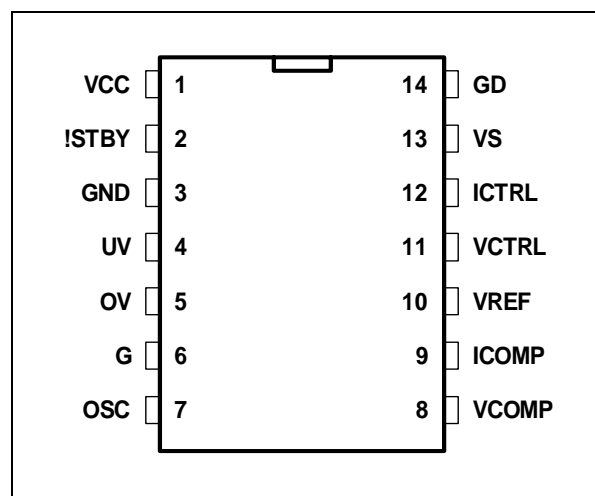 VCC 1 14 GD
!STBY 2 13 VS
GND 3 12 ICTRL
UV 4 11 VCTRL
OV 5 10 VREF
G 6 9 ICOMP
OSC 7 8 VCOMP